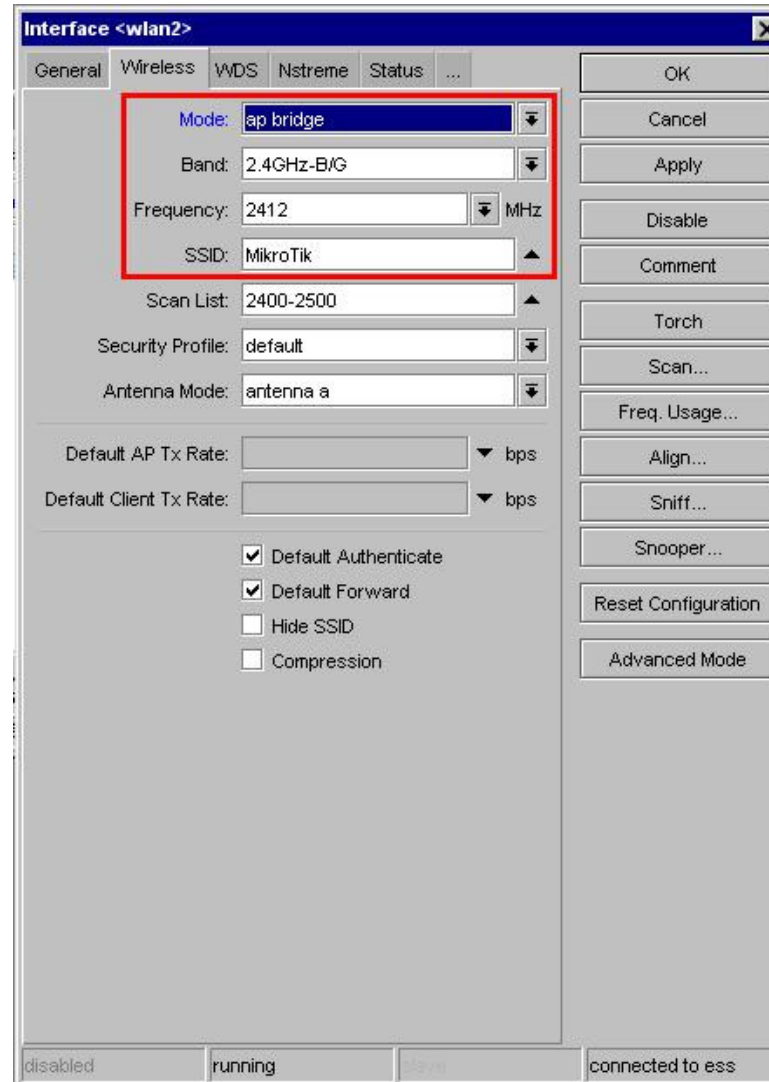 Interface <wlan2>
General Wireless WDS Nstreme Status ...
Mode: ap bridge
Band: 2.4GHz-B/G
Frequency: 2412 MHz
SSID: MikroTik
Scan List: 2400-2500
Security Profile: default
Antenna Mode: antenna a
Default AP Tx Rate: bps
Default Client Tx Rate: bps
Default Authenticate
Default Forward
Hide SSID
Compression
OK
Cancel
Apply
Disable
Comment
Torch
Scan...
Freq. Usage...
Align...
Sniff...
Snooper...
Reset Configuration
Advanced Mode
disabled running slave connected to ess